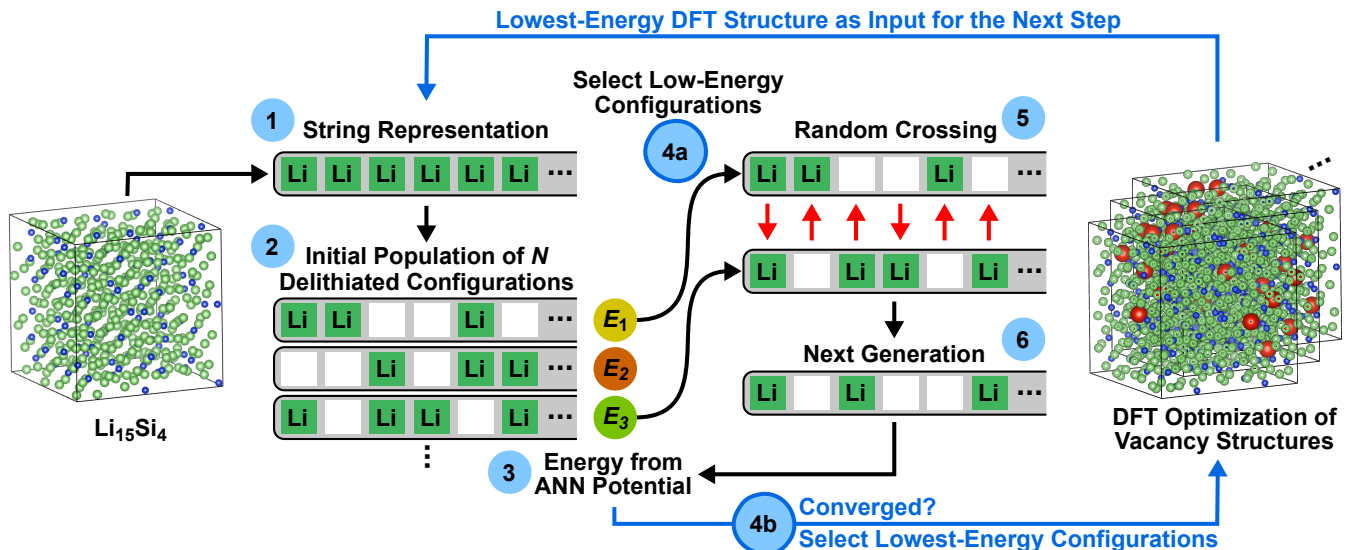 Lowest-Energy DFT Structure as Input for the Next Step
Select Low-Energy
Configurations
1
String Representation
4a
Random Crossing
5
Li Li Li Li Li Li ...
Li Li Li ...
2
Initial Population of N
Delithiated Configurations
Li Li Li Li ...
Li Li Li ...
E1
Li Li Li ...
E2
Li Li Li Li ...
E3
Next Generation
6
Li Li Li ...
Li15Si4
...
...
3
Energy from
ANN Potential
DFT Optimization of
Vacancy Structures
4b
Converged?
Select Lowest-Energy Configurations